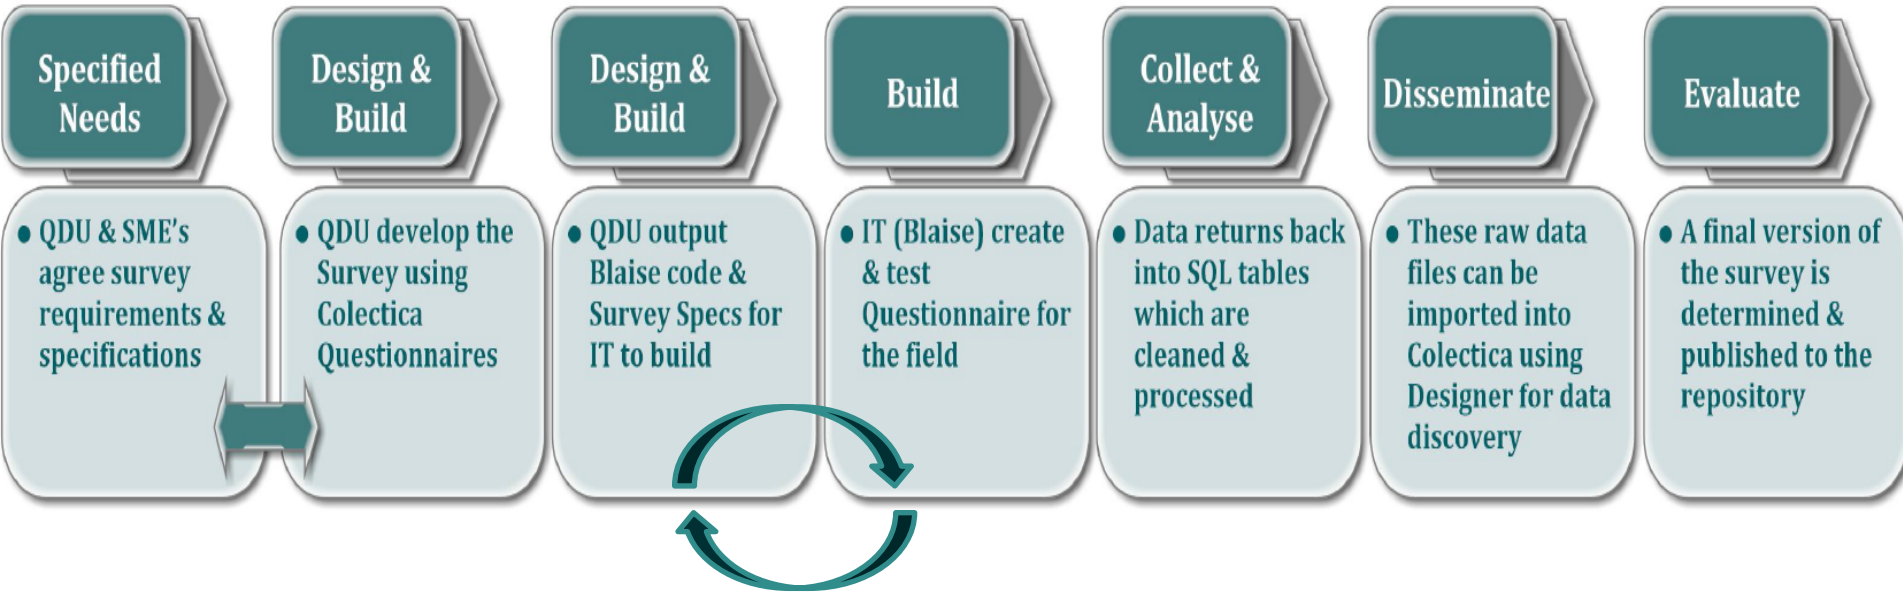 Specified
Needs
Design &
Build
Design &
Build
Build
Collect &
Analyse
Disseminate
Evaluate
• QDU & SME's
agree survey
requirements &
specifications
• QDU develop the
Survey using
Colectica
Questionnaires
• QDU output
Blaise code &
Survey Specs for
IT to build
• IT (Blaise) create
& test
Questionnaire for
the field
• Data returns back
into SQL tables
which are
cleaned &
processed
• These raw data
files can be
imported into
Colectica using
Designer for data
discovery
• A final version of
the survey is
determined &
published to the
repository